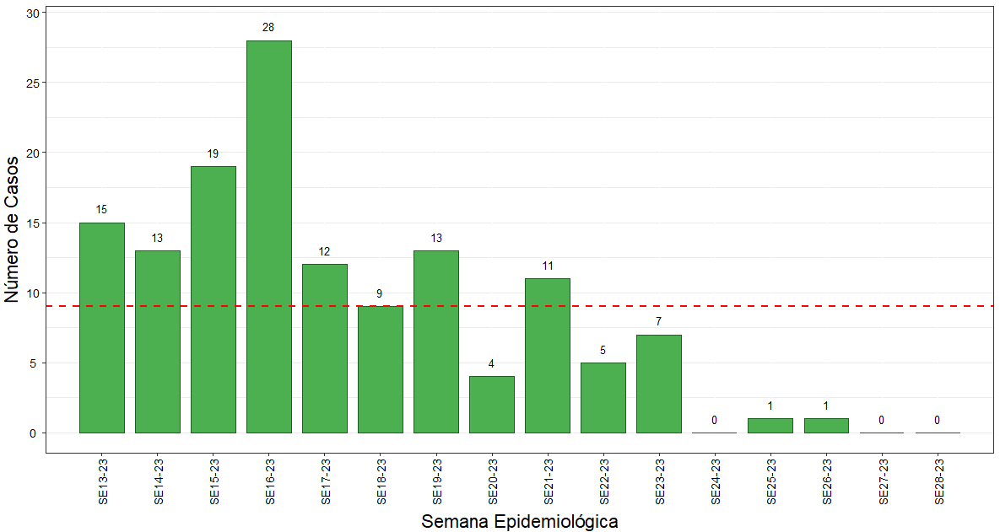 Número de Casos
30
25
20
15
10
5
0
15
13
19
28
12
9
13
4
11
5
7
0
1
1
0
0
SE13-23
SE14-23
SE15-23
SE16-23
SE17-23
SE18-23
SE19-23
SE20-23
SE21-23
SE22-23
SE23-23
SE24-23
SE25-23
SE26-23
SE27-23
SE28-23
Semana Epidemiológica